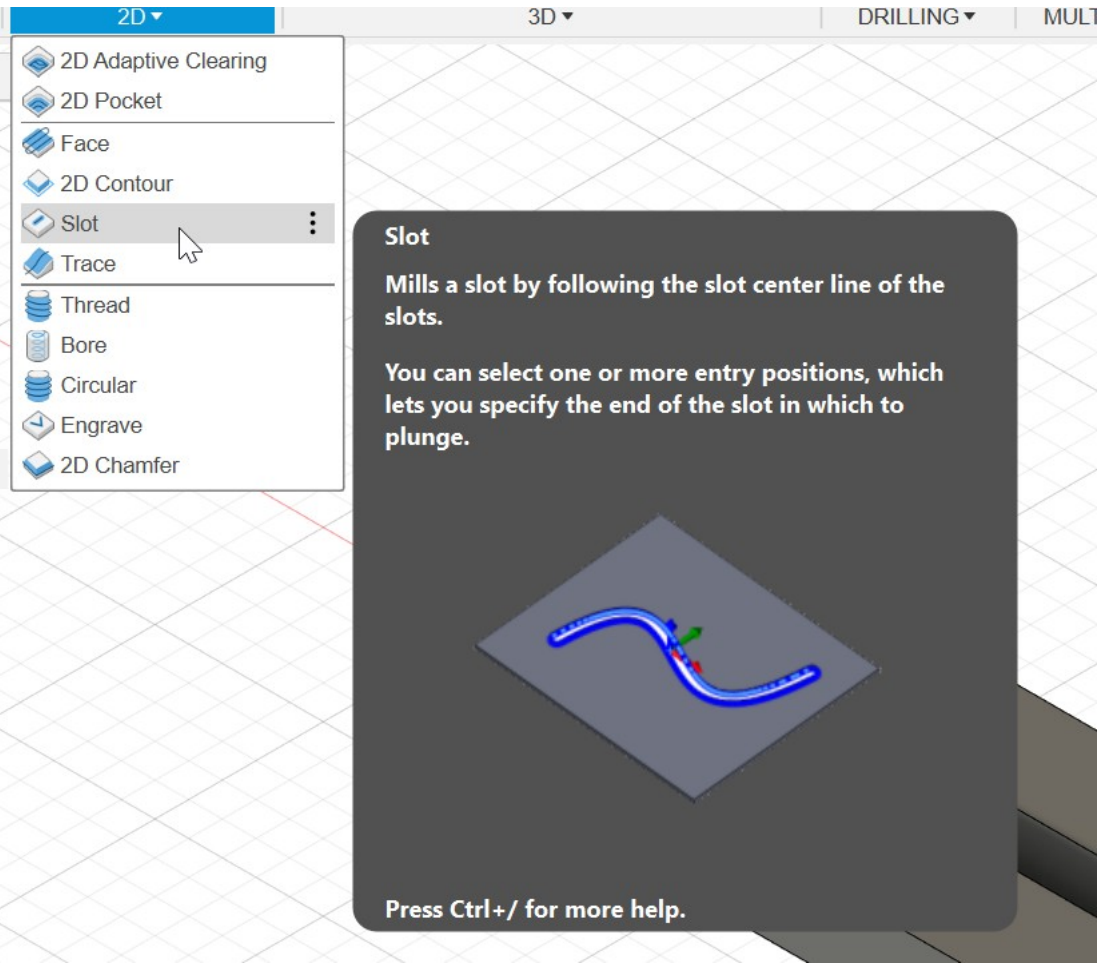 2D▾ 3D▾ DRILLING▾ MULT
2D Adaptive Clearing
2D Pocket
Face
2D Contour
Slot
Trace
Thread
Bore
Circular
Engrave
2D Chamfer
Slot
Mills a slot by following the slot center line of the
slots.
You can select one or more entry positions, which
lets you specify the end of the slot in which to
plunge.
Press Ctrl+/ for more help.